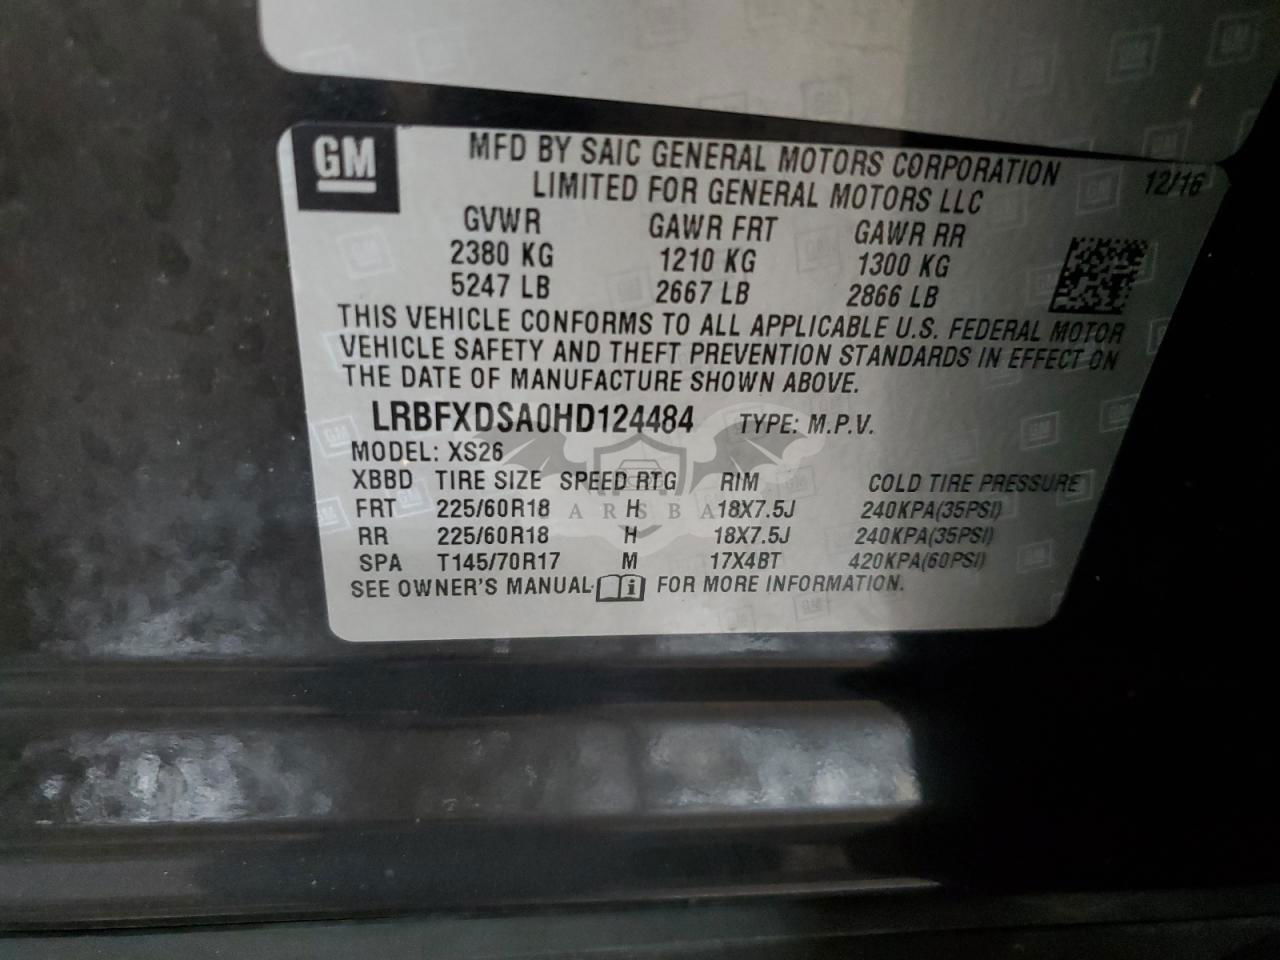 GM
MFD BY SAIC GENERAL MOTORS CORPORATION
LIMITED FOR GENERAL MOTORS LLC
12/16
GVWR GAWR FRT GAWR RR
2380 KG 1210 KG 1300 KG
5247 LB 2667 LB 2866 LB
THIS VEHICLE CONFORMS TO ALL APPLICABLE U.S. FEDERAL MOTOR
VEHICLE SAFETY AND THEFT PREVENTION STANDARDS IN EFFECT ON
THE DATE OF MANUFACTURE SHOWN ABOVE.
LRBFXDSA0HD124484 TYPE: M.P.V.
MODEL: XS26
XBBD TIRE SIZE SPEED RTG RIM COLD TIRE PRESSURE
FRT 225/60R18 H 18X7.5J 240KPA(35PSI)
RR 225/60R18 H 18X7.5J 240KPA(35PSI)
SPA T145/70R17 M 17X4BT 420KPA(60PSI)
SEE OWNER'S MANUAL i FOR MORE INFORMATION.